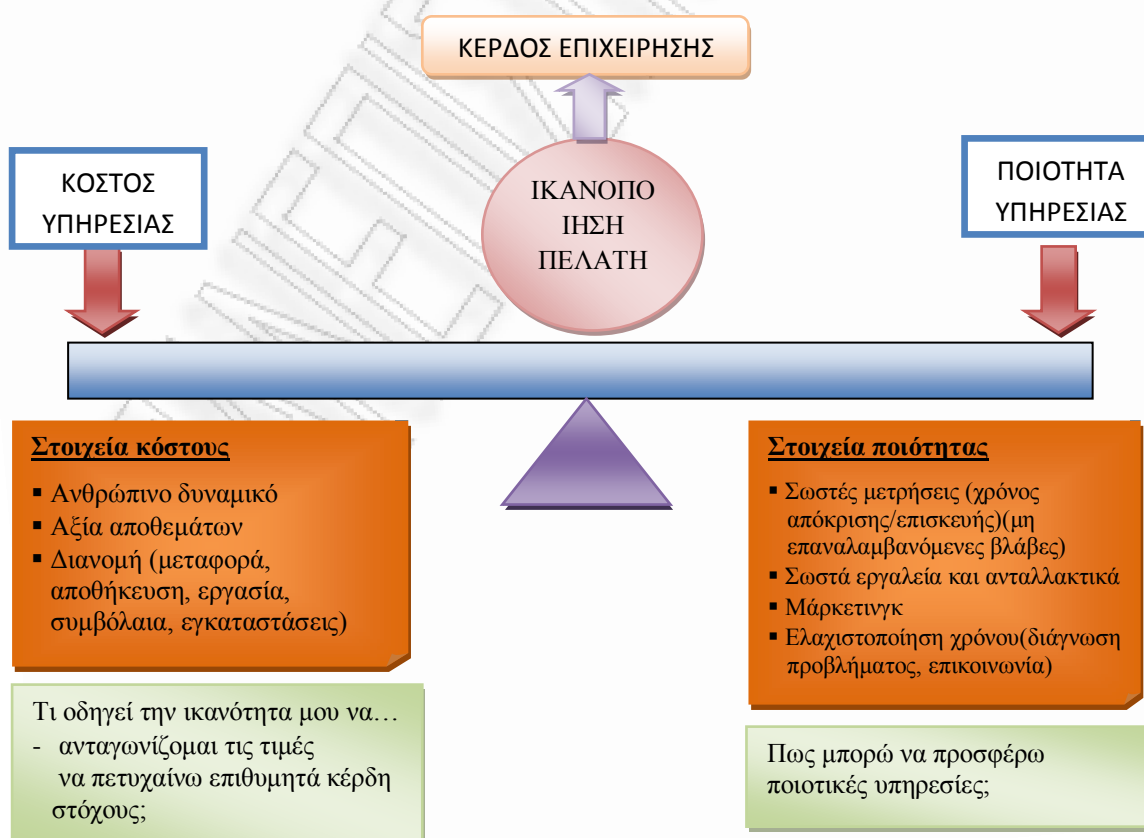 ΚΕΡΔΟΣ ΕΠΙΧΕΙΡΗΣΗΣ
ΚΟΣΤΟΣ
ΥΠΗΡΕΣΙΑΣ
ΙΚΑΝΟΠΟ
ΙΗΣΗ
ΠΕΛΑΤΗ
ΠΟΙΟΤΗΤΑ
ΥΠΗΡΕΣΙΑΣ
Στοιχεία κόστους
▪ Ανθρώπινο δυναμικό
▪ Αξία αποθεμάτων
▪ Διανομή (μεταφορά,
αποθήκευση, εργασία,
συμβόλαια, εγκαταστάσεις)
Τι οδηγεί την ικανότητα μου να…
- ανταγωνίζομαι τις τιμές
να πετυχαίνω επιθυμητά κέρδη
στόχους;
Στοιχεία ποιότητας
▪ Σωστές μετρήσεις (χρόνος
απόκρισης/επισκευής)(μη
επαναλαμβανόμενες βλάβες)
▪ Σωστά εργαλεία και ανταλλακτικά
▪ Μάρκετινγκ
▪ Ελαχιστοποίηση χρόνου(διάγνωση
προβλήματος, επικοινωνία)
Πως μπορώ να προσφέρω
ποιοτικές υπηρεσίες;